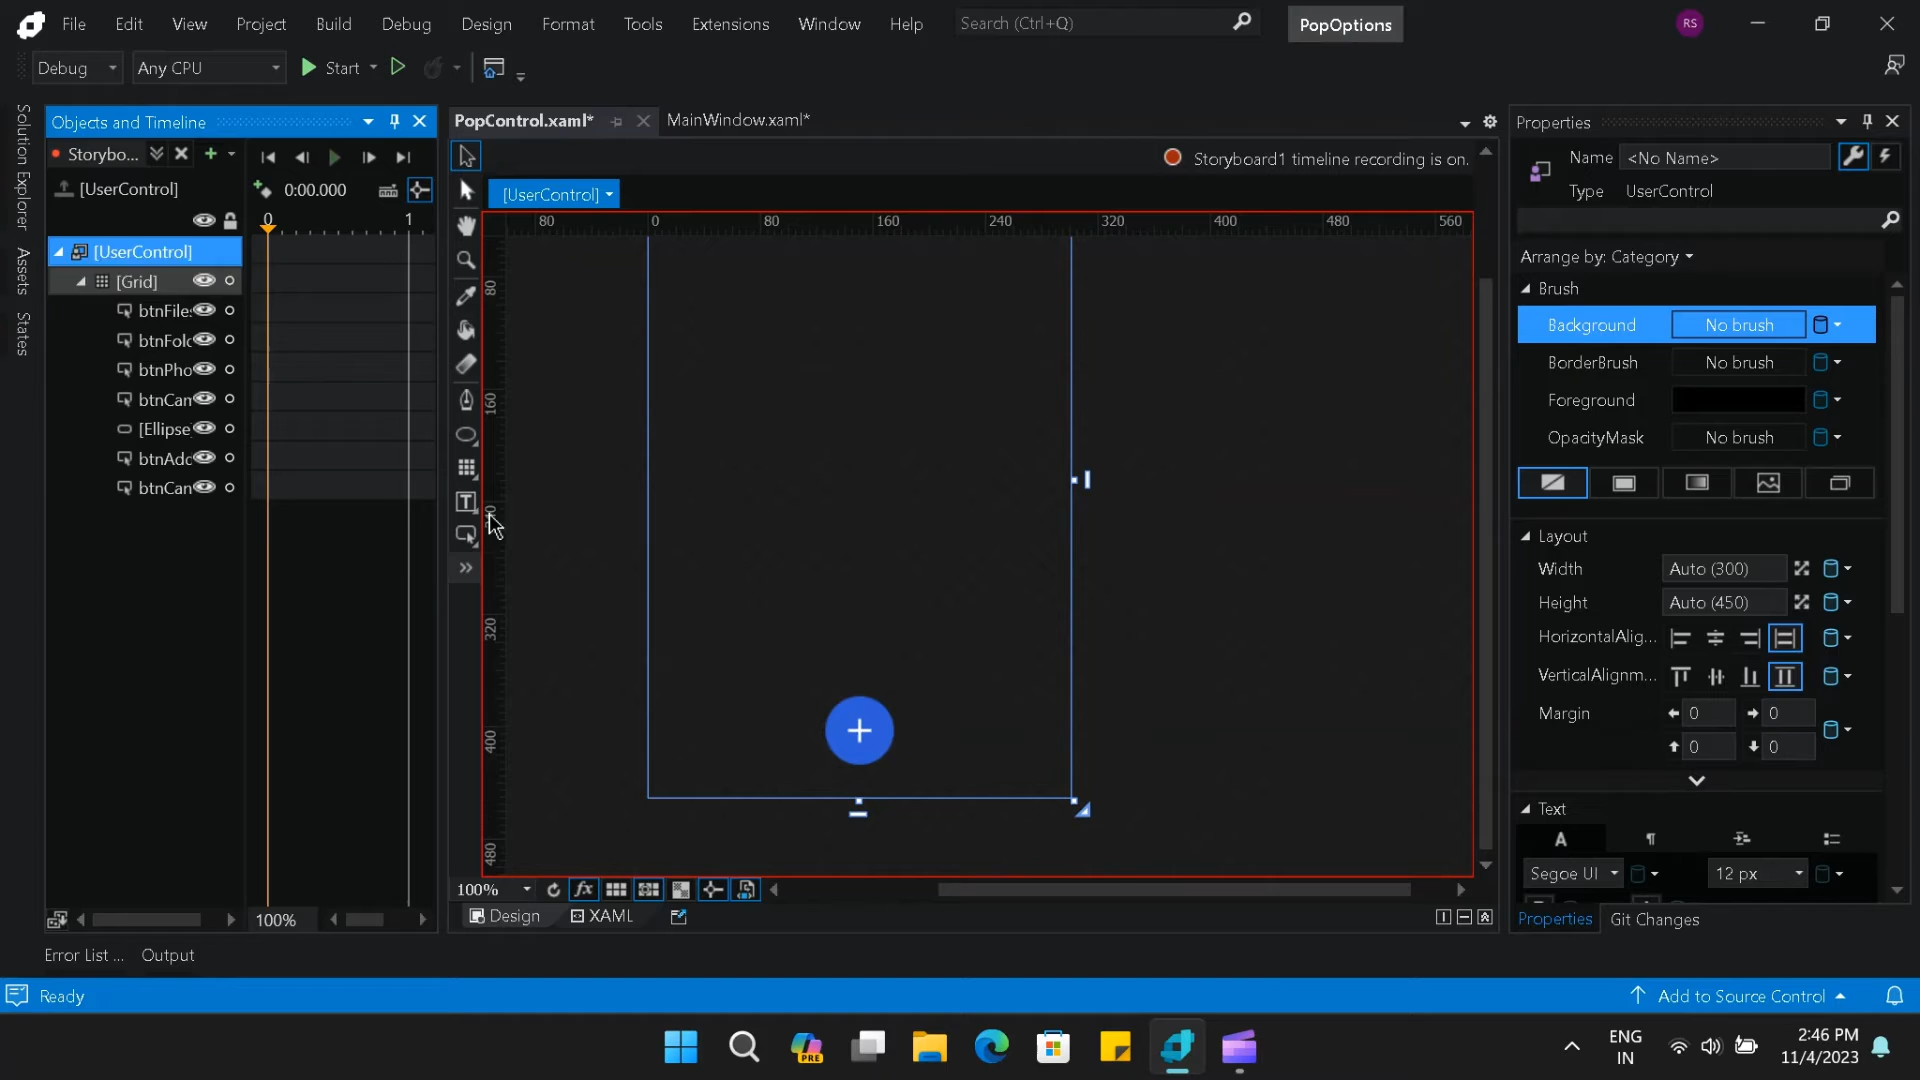 File Edit View Project Build Debug Design Format Tools Extensions Window Help Search (Ctrl+Q) PopOptions RS
Debug Any CPU Start
Solution Explorer
Assets
States
Objects and Timeline
Storybo...
[UserControl] 0:00.000
0 1
[UserControl]
[Grid]
btnFile:
btnFolc
btnPho
btnCan
[Ellipse
btnAdc
btnCan
100%
PopControl.xaml* MainWindow.xaml*
Storyboard1 timeline recording is on.
[UserControl]
80 0 80 160 240 320 400 480 560
80
160
320
400
480
100%
Design XAML
Properties
Name <No Name>
Type UserControl
Arrange by: Category
Brush
Background No brush
BorderBrush No brush
Foreground
OpacityMask No brush
Layout
Width Auto (300)
Height Auto (450)
HorizontalAlig...
VerticalAlignm...
Margin 0 0
0 0
Text
A ¶
Segoe UI 12 px
Properties Git Changes
Error List ... Output
Ready Add to Source Control
PRE
ENG
IN
2:46 PM
11/4/2023